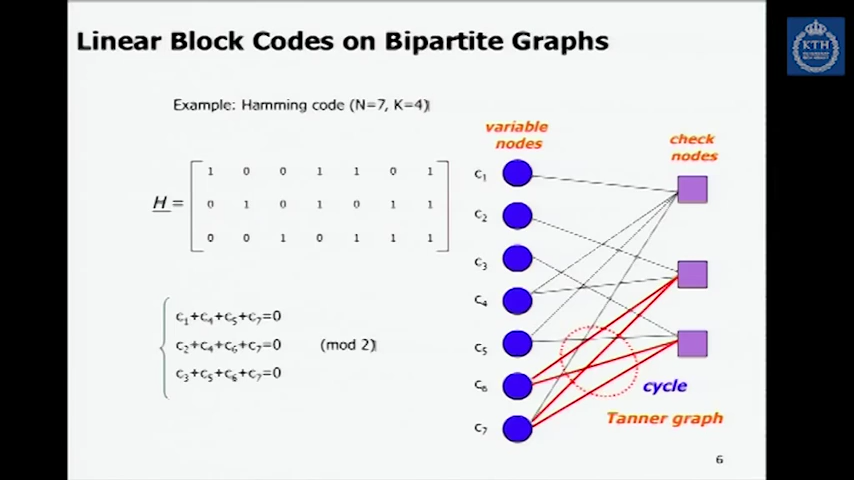 Linear Block Codes on Bipartite Graphs
KTH
Example: Hamming code (N=7, K=4)
variable
nodes
check
nodes
H =
1 0 0 1 1 0 1
0 1 0 1 0 1 1
0 0 1 0 1 1 1
c1
c2
c3
c4
c5
c6
c7
c1+c4+c5+c7=0
c2+c4+c6+c7=0
c3+c5+c6+c7=0
(mod 2)
cycle
Tanner graph
6